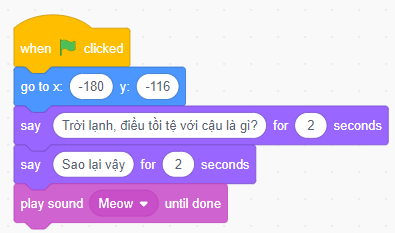 when clicked
go to x: -180 y: -116
say Trời lạnh, điều tồi tệ với cậu là gì? for 2 seconds
say Sao lại vậy for 2 seconds
play sound Meow until done